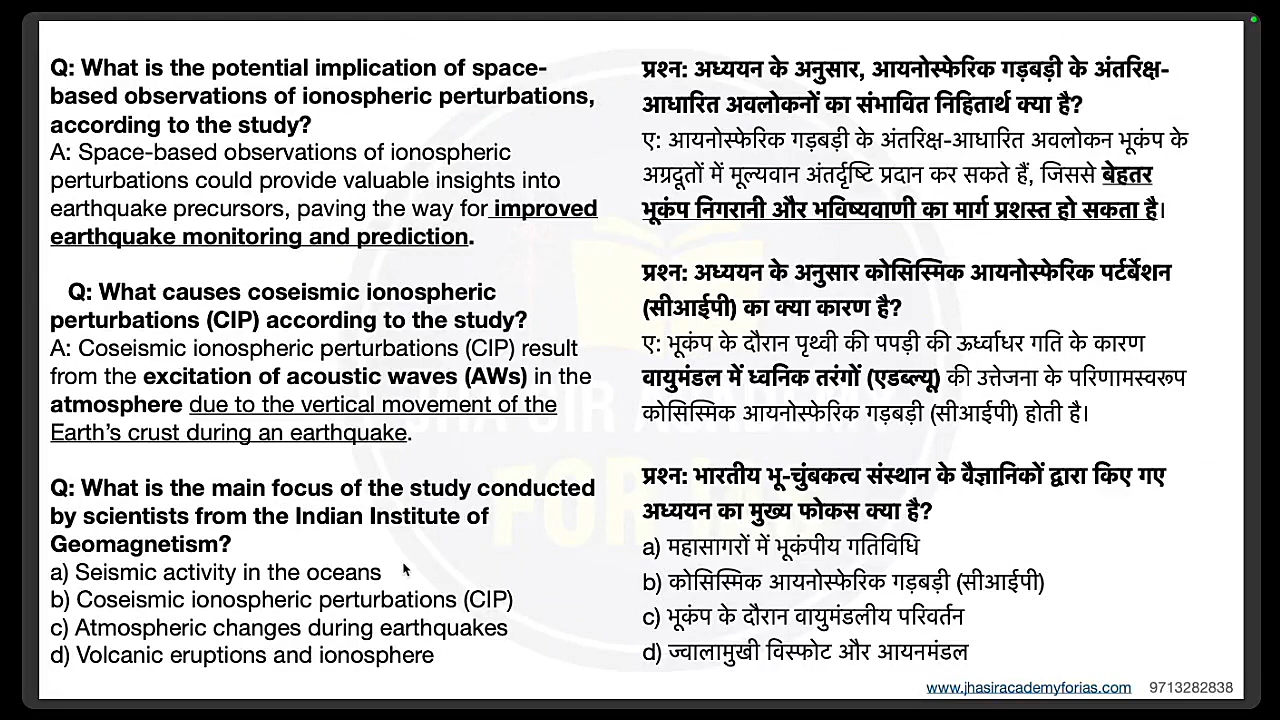 Q: What is the potential implication of space-
based observations of ionospheric perturbations,
according to the study?
A: Space-based observations of ionospheric
perturbations could provide valuable insights into
earthquake precursors, paving the way for improved
earthquake monitoring and prediction.
Q: What causes coseismic ionospheric
perturbations (CIP) according to the study?
A: Coseismic ionospheric perturbations (CIP) result
from the excitation of acoustic waves (AWs) in the
atmosphere due to the vertical movement of the
Earth’s crust during an earthquake.
Q: What is the main focus of the study conducted
by scientists from the Indian Institute of
Geomagnetism?
a) Seismic activity in the oceans
b) Coseismic ionospheric perturbations (CIP)
c) Atmospheric changes during earthquakes
d) Volcanic eruptions and ionosphere
प्रश्न: अध्ययन के अनुसार, आयनोस्फेरिक गड़बड़ी के अंतरिक्ष-
आधारित अवलोकनों का संभावित निहितार्थ क्या है?
ए: आयनोस्फेरिक गड़बड़ी के अंतरिक्ष-आधारित अवलोकन भूकंप के
अग्रदूतों में मूल्यवान अंतर्दृष्टि प्रदान कर सकते हैं, जिससे बेहतर
भूकंप निगरानी और भविष्यवाणी का मार्ग प्रशस्त हो सकता है।
प्रश्न: अध्ययन के अनुसार कोसिस्मिक आयनोस्फेरिक पर्टर्बेशन
(सीआईपी) का क्या कारण है?
ए: भूकंप के दौरान पृथ्वी की पपड़ी की ऊर्ध्वाधर गति के कारण
वायुमंडल में ध्वनिक तरंगों (एडब्ल्यू) की उत्तेजना के परिणामस्वरूप
कोसिस्मिक आयनोस्फेरिक गड़बड़ी (सीआईपी) होती है।
प्रश्न: भारतीय भू-चुंबकत्व संस्थान के वैज्ञानिकों द्वारा किए गए
अध्ययन का मुख्य फोकस क्या है?
a) महासागरों में भूकंपीय गतिविधि
b) कोसिस्मिक आयनोस्फेरिक गड़बड़ी (सीआईपी)
c) भूकंप के दौरान वायुमंडलीय परिवर्तन
d) ज्वालामुखी विस्फोट और आयनमंडल
www.jhasiracademyforias.com 9713282838